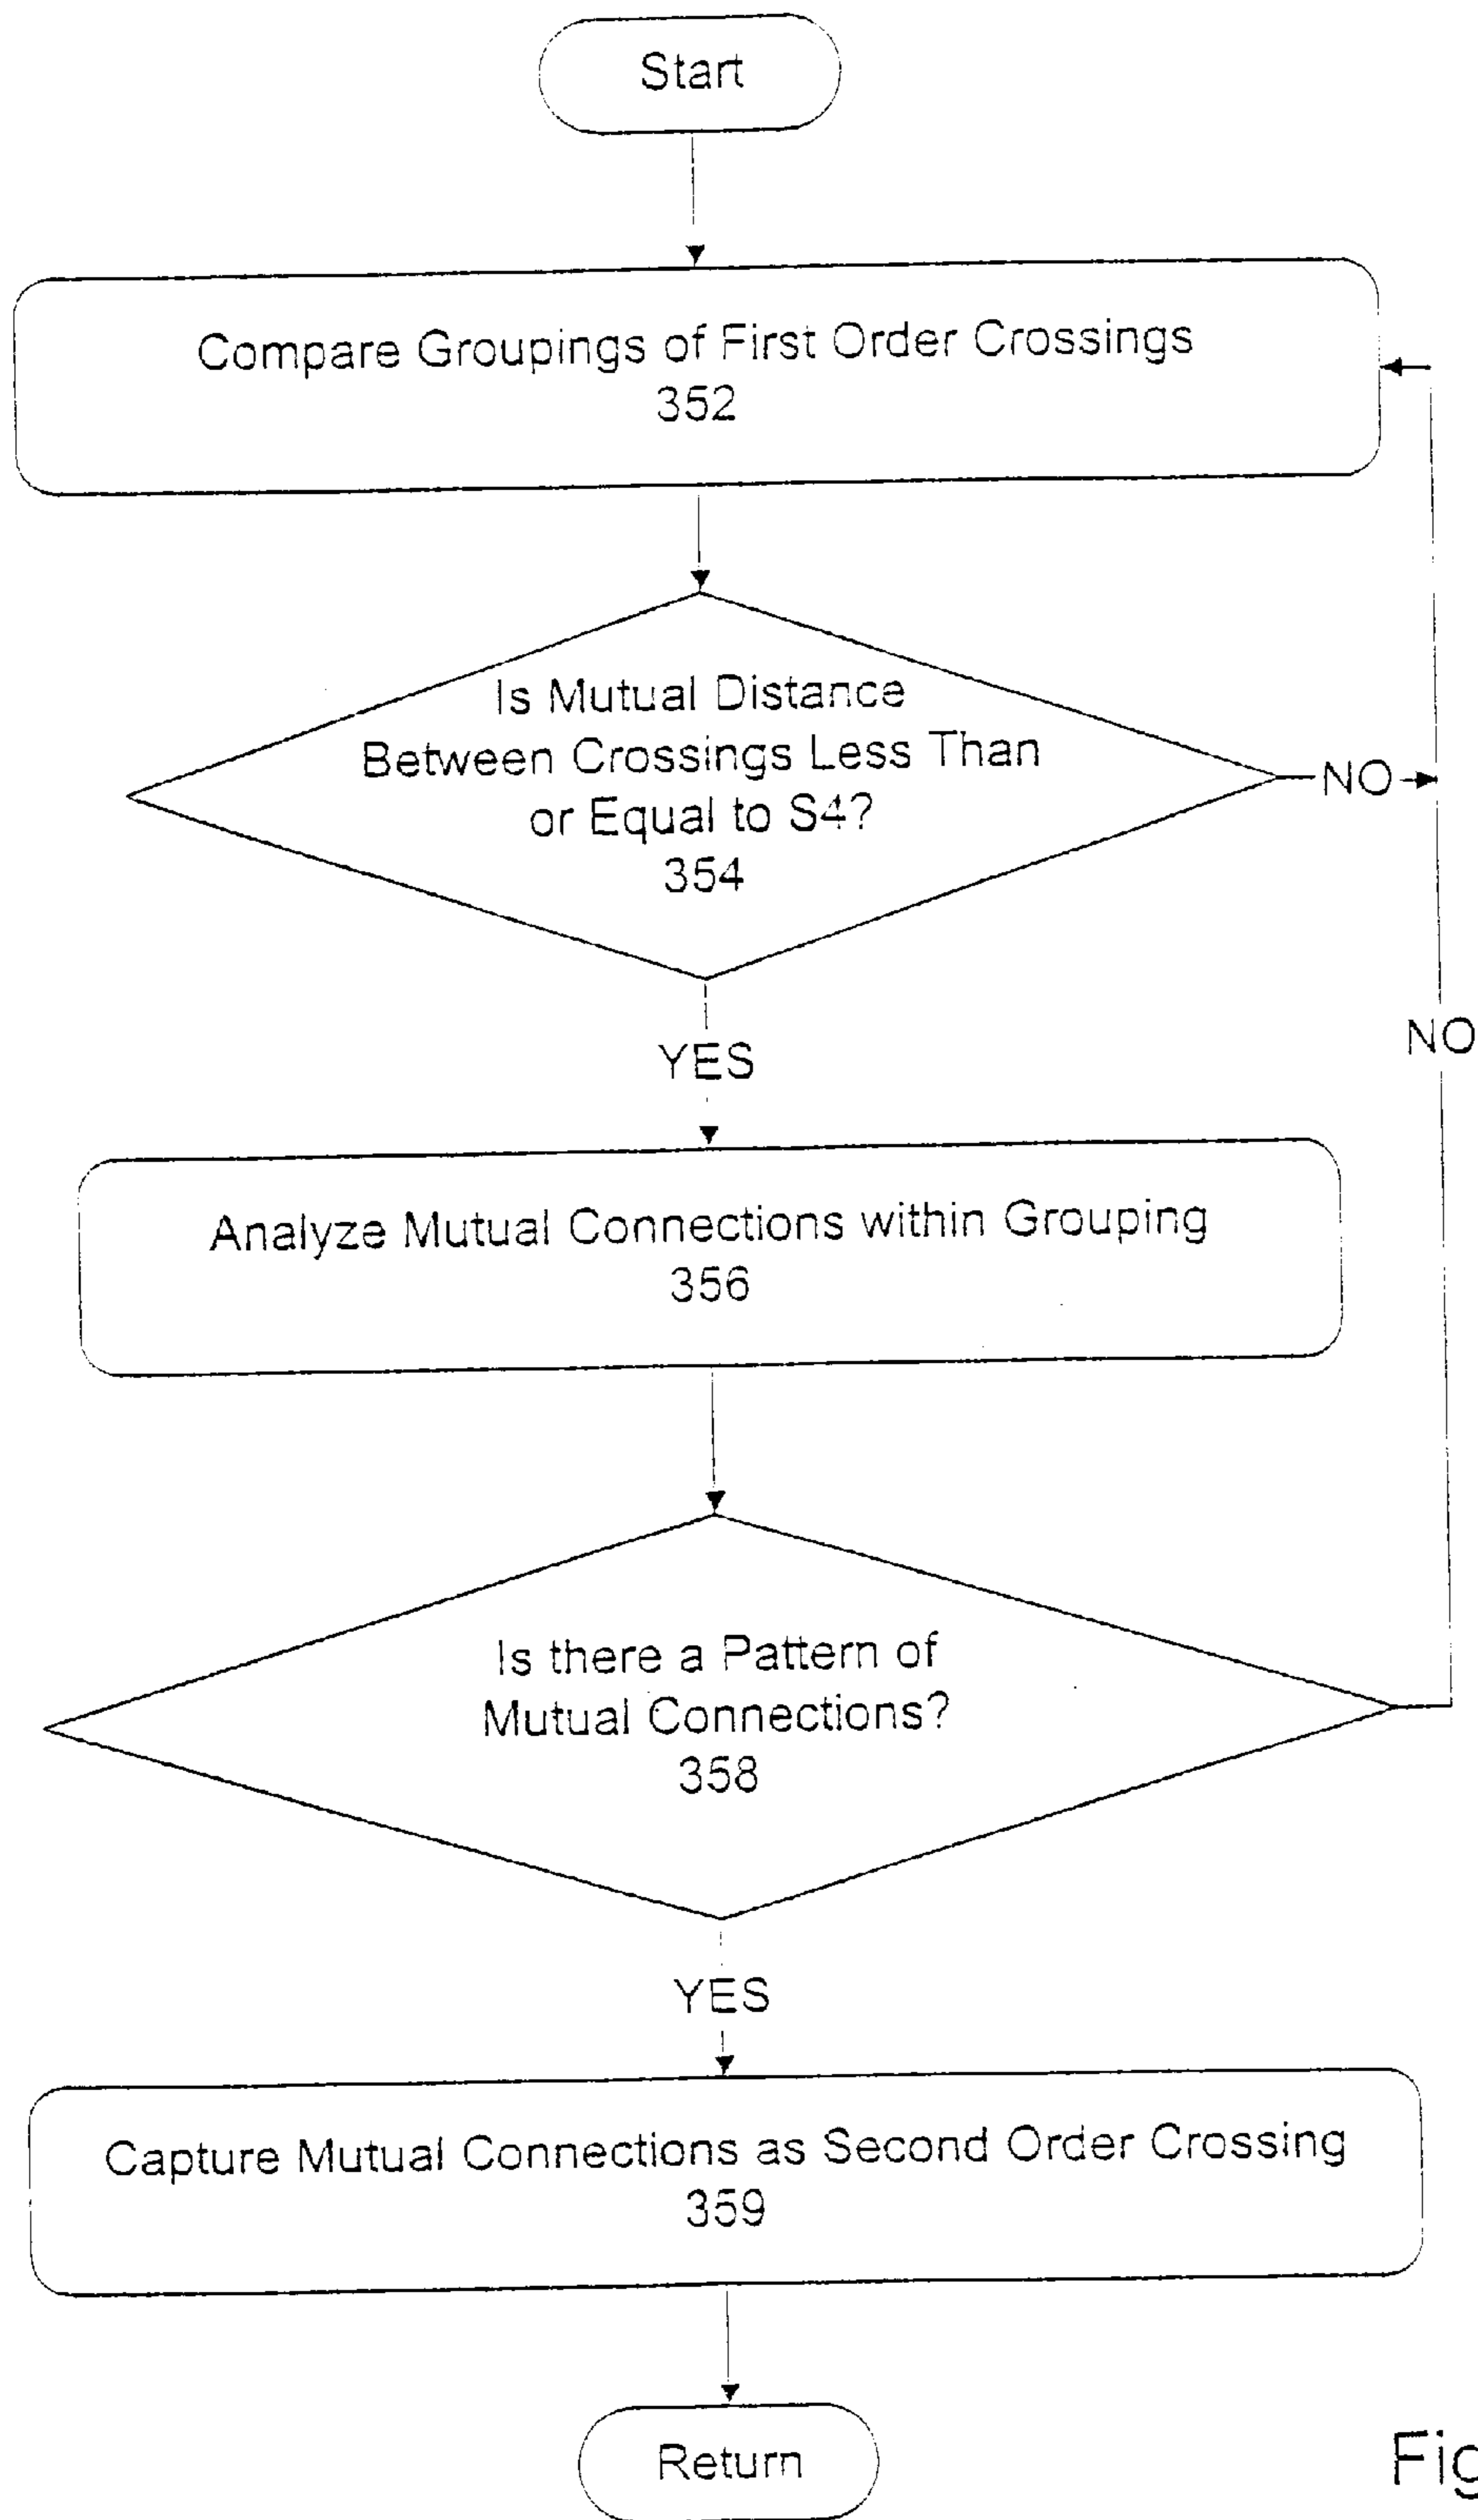 Start
Compare Groupings of First Order Crossings
352
Is Mutual Distance
Between Crossings Less Than
or Equal to S4?
354
NO
YES
NO
Analyze Mutual Connections within Grouping
356
Is there a Pattern of
Mutual Connections?
358
YES
Capture Mutual Connections as Second Order Crossing
359
Return